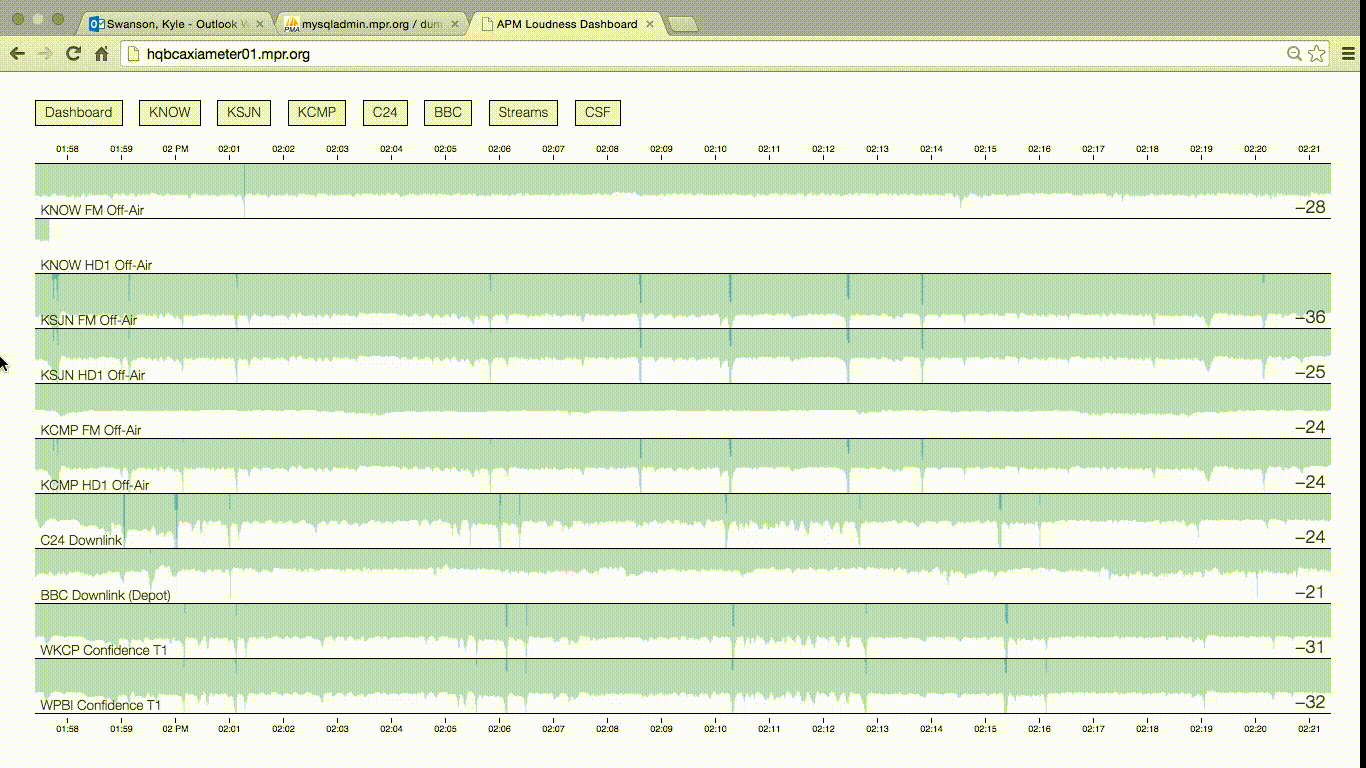 Swanson, Kyle - Outlook
mysqladmin.mpr.org /
APM Loudness Dashboard
hqbcaxiameter01.mpr.org
Dashboard KNOW KSJN KCMP C24 BBC Streams CSF
01:58 01:59 02 PM 02:01 02:02 02:03 02:04 02:05 02:06 02:07 02:08 02:09 02:10 02:11 02:12 02:13 02:14 02:15 02:16 02:17 02:18 02:19 02:20 02:21
KNOW FM Off-Air −28
KNOW HD1 Off-Air
KSJN FM Off-Air −36
KSJN HD1 Off-Air −25
KCMP FM Off-Air −24
KCMP HD1 Off-Air −24
C24 Downlink −24
BBC Downlink (Depot) −21
WKCP Confidence T1 −31
WPBI Confidence T1 −32
01:58 01:59 02 PM 02:01 02:02 02:03 02:04 02:05 02:06 02:07 02:08 02:09 02:10 02:11 02:12 02:13 02:14 02:15 02:16 02:17 02:18 02:19 02:20 02:21